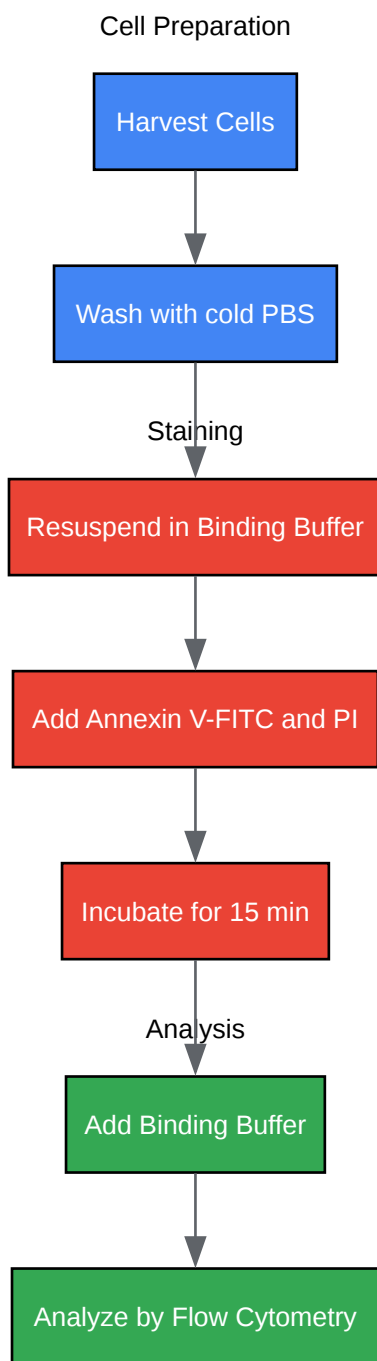 Cell Preparation
Harvest Cells
Wash with cold PBS
Staining
Resuspend in Binding Buffer
Add Annexin V-FITC and PI
Incubate for 15 min
Analysis
Add Binding Buffer
Analyze by Flow Cytometry